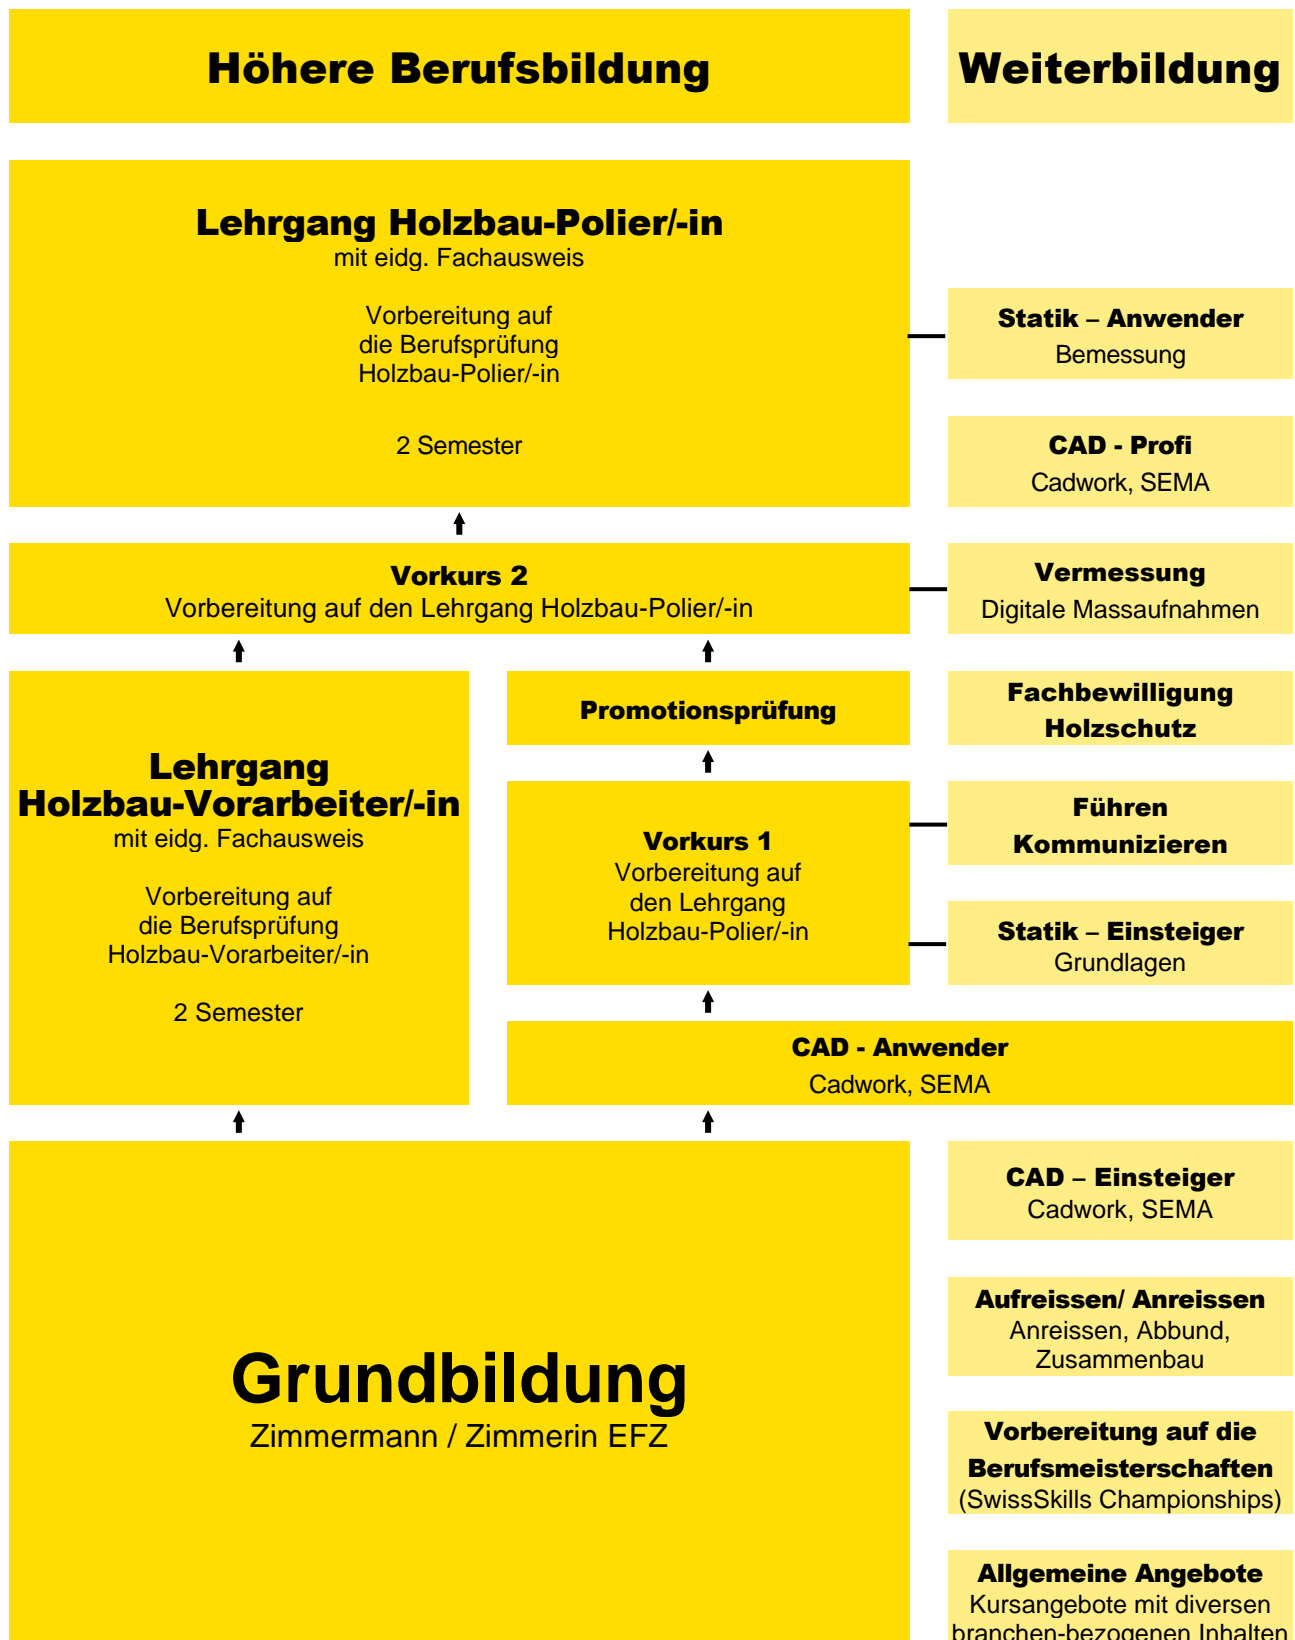 Höhere Berufsbildung
Weiterbildung
Lehrgang Holzbau-Polier/-in
mit eidg. Fachausweis
Vorbereitung auf
die Berufsprüfung
Holzbau-Polier/-in
2 Semester
Statik – Anwender
Bemessung
CAD - Profi
Cadwork, SEMA
Vorkurs 2
Vorbereitung auf den Lehrgang Holzbau-Polier/-in
Vermessung
Digitale Massaufnahmen
Lehrgang
Holzbau-Vorarbeiter/-in
mit eidg. Fachausweis
Vorbereitung auf
die Berufsprüfung
Holzbau-Vorarbeiter/-in
2 Semester
Promotionsprüfung
Fachbewilligung
Holzschutz
Vorkurs 1
Vorbereitung auf
den Lehrgang
Holzbau-Polier/-in
Führen
Kommunizieren
Statik – Einsteiger
Grundlagen
CAD - Anwender
Cadwork, SEMA
Grundbildung
Zimmermann / Zimmerin EFZ
CAD – Einsteiger
Cadwork, SEMA
Aufreissen/ Anreissen
Anreissen, Abbund,
Zusammenbau
Vorbereitung auf die
Berufsmeisterschaften
(SwissSkills Championships)
Allgemeine Angebote
Kursangebote mit diversen
branchen-bezogenen Inhalten